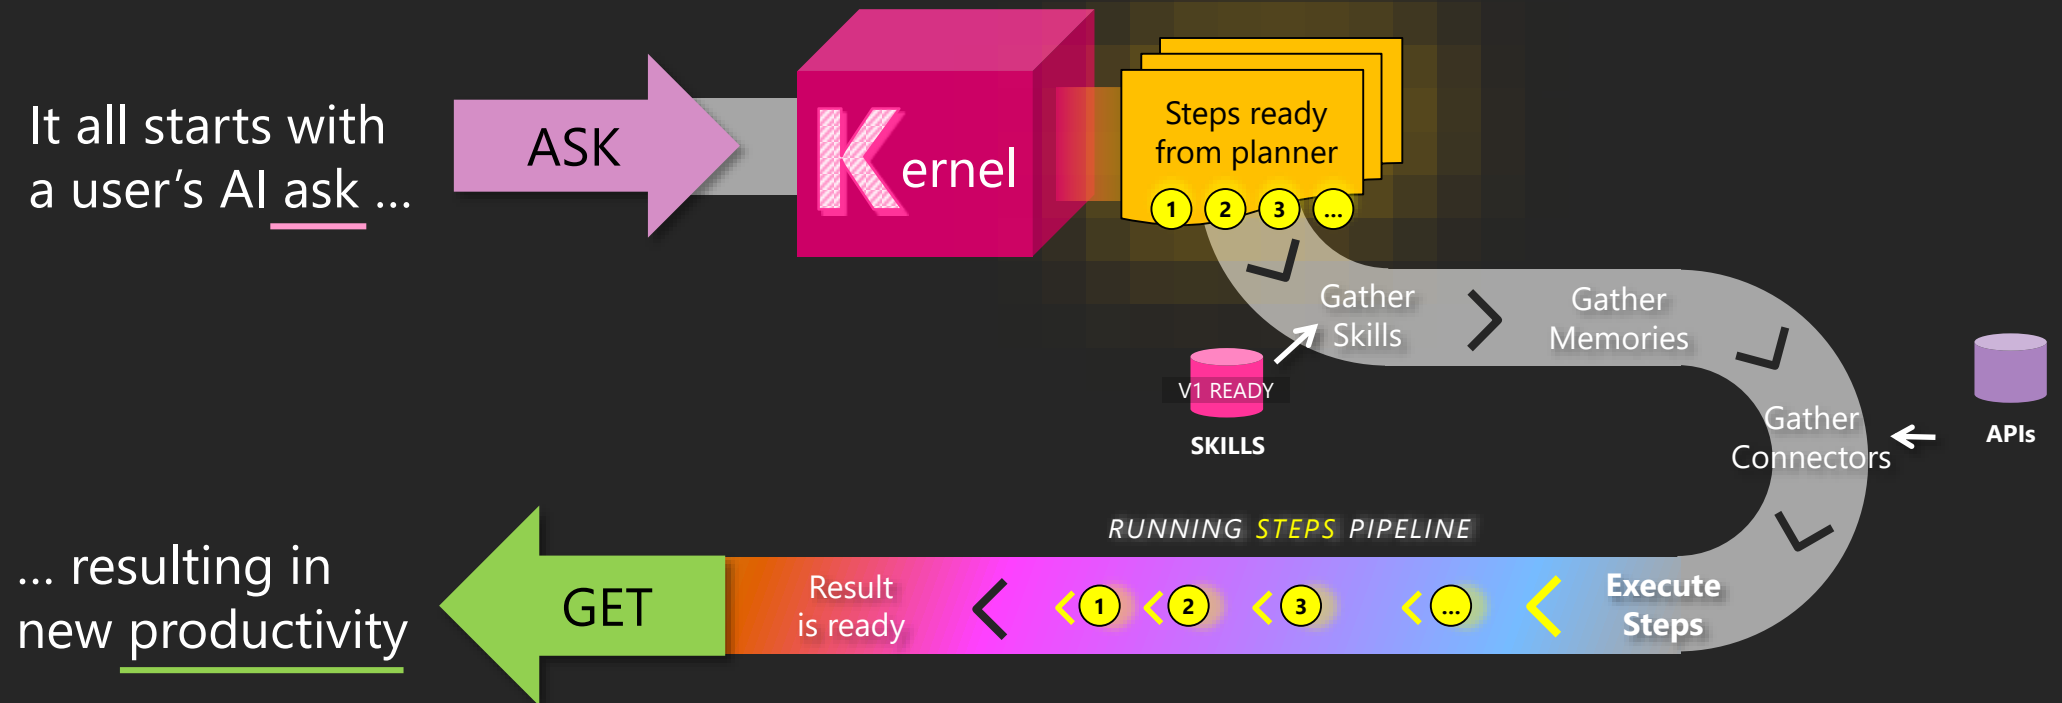 It all starts with
a user's AI ask ...
ASK
Kernel
Steps ready
from planner
1 2 3 ...
Gather
Skills
Gather
Memories
V1 READY
SKILLS
Gather
Connectors
APIs
RUNNING STEPS PIPELINE
... resulting in
new productivity
GET
Result
is ready
1 2 3 ...
Execute
Steps